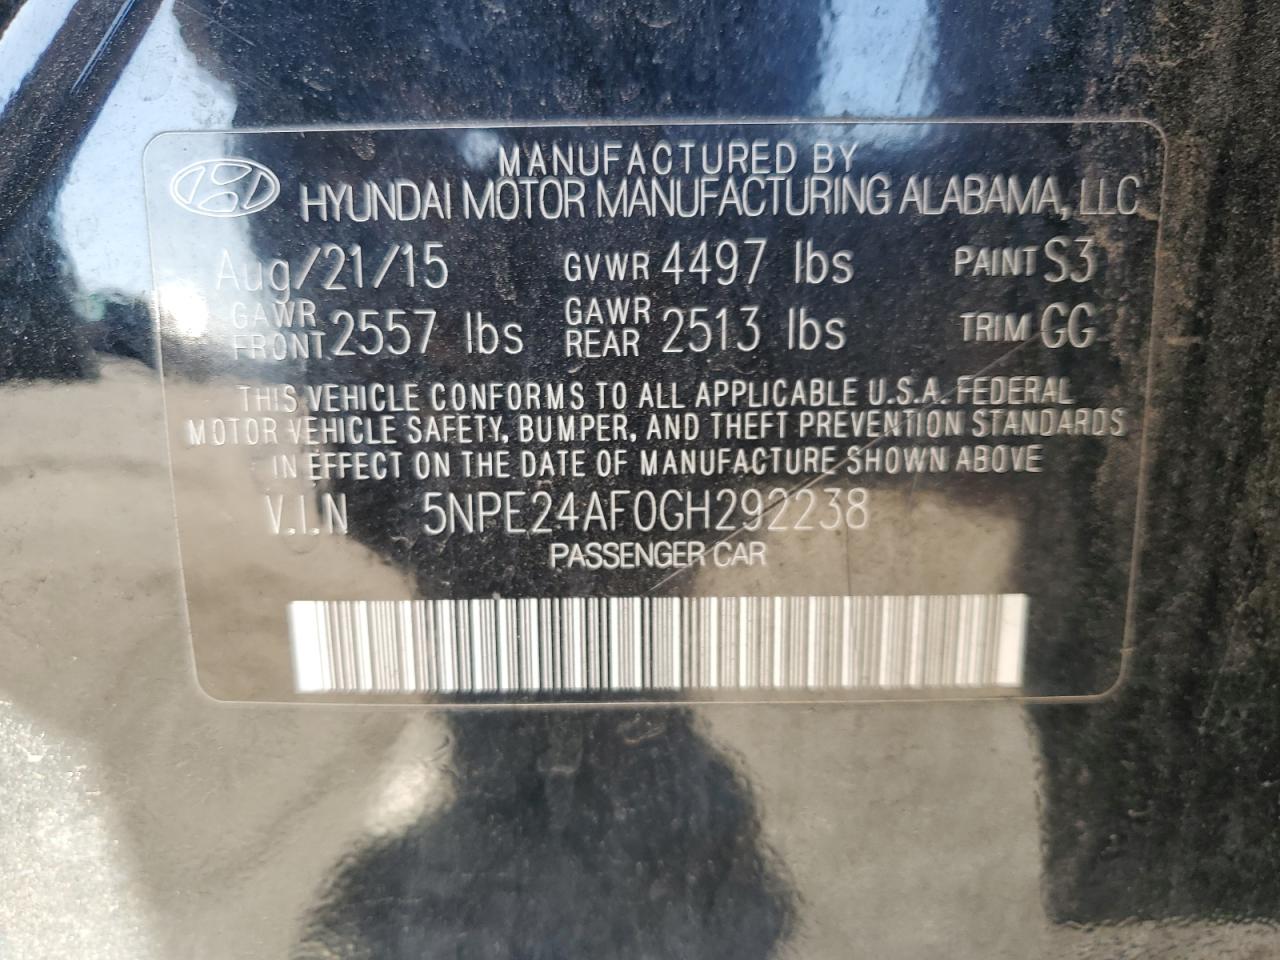 MANUFACTURED BY
HYUNDAI MOTOR MANUFACTURING ALABAMA, LLC
Aug/21/15 GVWR 4497 lbs PAINT S3
GAWR FRONT 2557 lbs GAWR REAR 2513 lbs TRIM GG
THIS VEHICLE CONFORMS TO ALL APPLICABLE U.S.A. FEDERAL
MOTOR VEHICLE SAFETY, BUMPER, AND THEFT PREVENTION STANDARDS
IN EFFECT ON THE DATE OF MANUFACTURE SHOWN ABOVE
V.I.N 5NPE24AF0GH292238
PASSENGER CAR